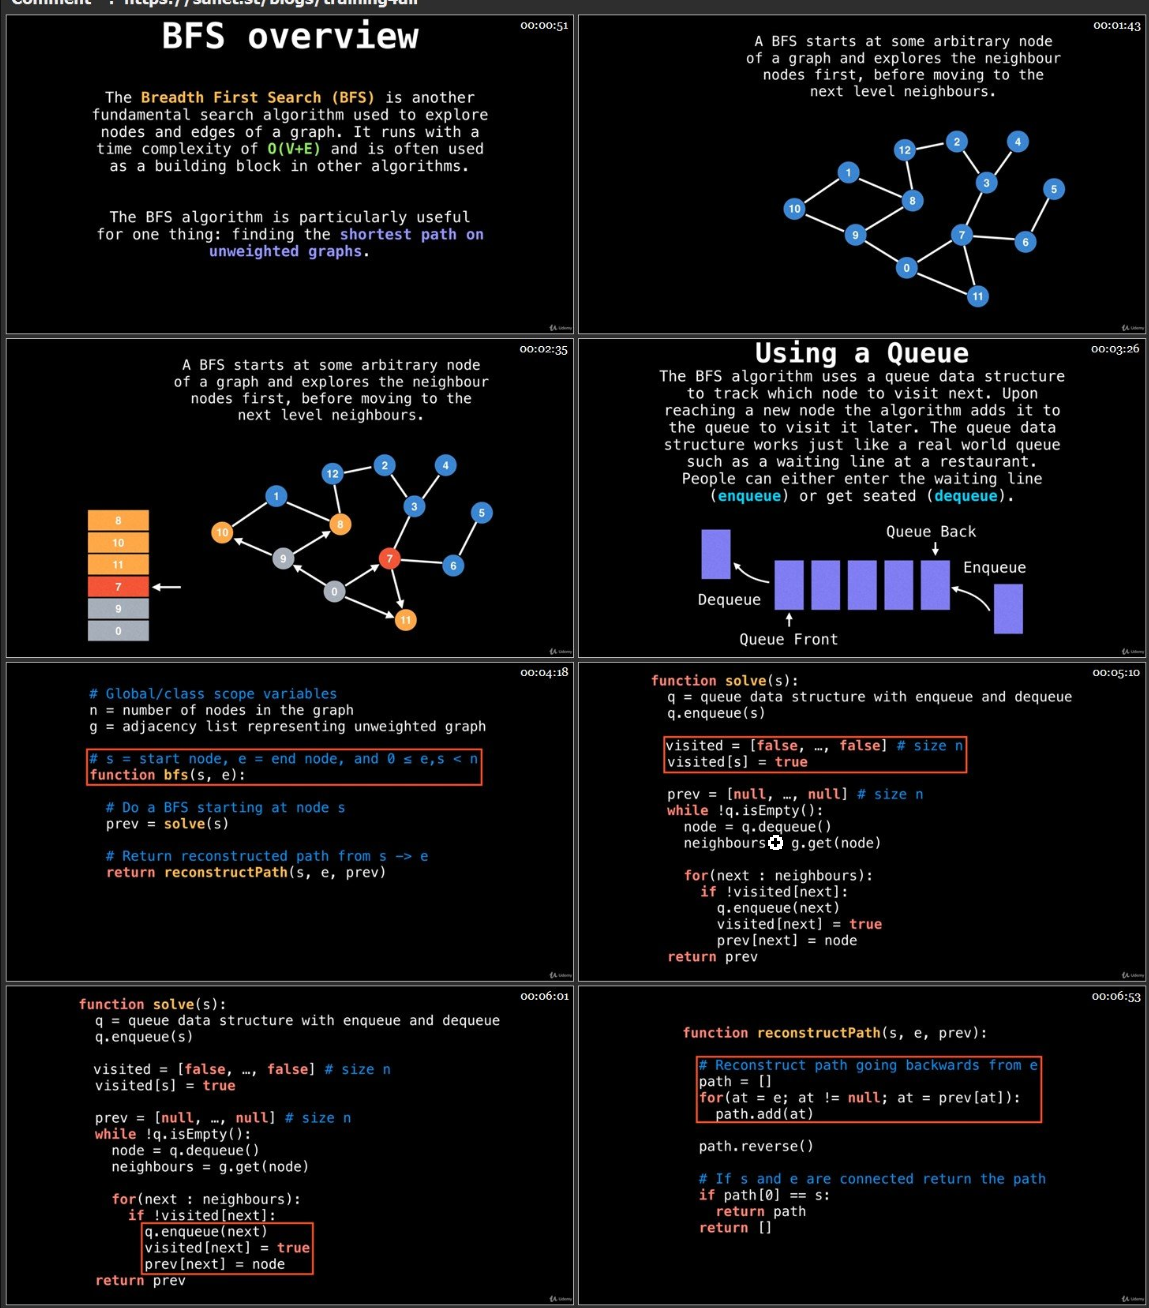 Comment : https://sanet.st/blogs/training4all
00:00:51
BFS overview
The Breadth First Search (BFS) is another
fundamental search algorithm used to explore
nodes and edges of a graph. It runs with a
time complexity of O(V+E) and is often used
as a building block in other algorithms.
The BFS algorithm is particularly useful
for one thing: finding the shortest path on
unweighted graphs.
Udemy
00:01:43
A BFS starts at some arbitrary node
of a graph and explores the neighbour
nodes first, before moving to the
next level neighbours.
12
2
4
1
3
5
10
8
9
7
6
0
11
Udemy
00:02:35
A BFS starts at some arbitrary node
of a graph and explores the neighbour
nodes first, before moving to the
next level neighbours.
12
2
4
1
3
5
10
8
9
7
6
0
11
8
10
11
7
9
0
Udemy
00:03:26
Using a Queue
The BFS algorithm uses a queue data structure
to track which node to visit next. Upon
reaching a new node the algorithm adds it to
the queue to visit it later. The queue data
structure works just like a real world queue
such as a waiting line at a restaurant.
People can either enter the waiting line
(enqueue) or get seated (dequeue).
Queue Back
Enqueue
Dequeue
Queue Front
Udemy
00:04:18
# Global/class scope variables
n = number of nodes in the graph
g = adjacency list representing unweighted graph
# s = start node, e = end node, and 0 ≤ e,s < n
function bfs(s, e):
# Do a BFS starting at node s
prev = solve(s)
# Return reconstructed path from s -> e
return reconstructPath(s, e, prev)
Udemy
00:05:10
function solve(s):
q = queue data structure with enqueue and dequeue
q.enqueue(s)
visited = [false, …, false] # size n
visited[s] = true
prev = [null, …, null] # size n
while !q.isEmpty():
node = q.dequeue()
neighbours g.get(node)
for(next : neighbours):
if !visited[next]:
q.enqueue(next)
visited[next] = true
prev[next] = node
return prev
Udemy
00:06:01
function solve(s):
q = queue data structure with enqueue and dequeue
q.enqueue(s)
visited = [false, …, false] # size n
visited[s] = true
prev = [null, …, null] # size n
while !q.isEmpty():
node = q.dequeue()
neighbours = g.get(node)
for(next : neighbours):
if !visited[next]:
q.enqueue(next)
visited[next] = true
prev[next] = node
return prev
Udemy
00:06:53
function reconstructPath(s, e, prev):
# Reconstruct path going backwards from e
path = []
for(at = e; at != null; at = prev[at]):
path.add(at)
path.reverse()
# If s and e are connected return the path
if path[0] == s:
return path
return []
Udemy